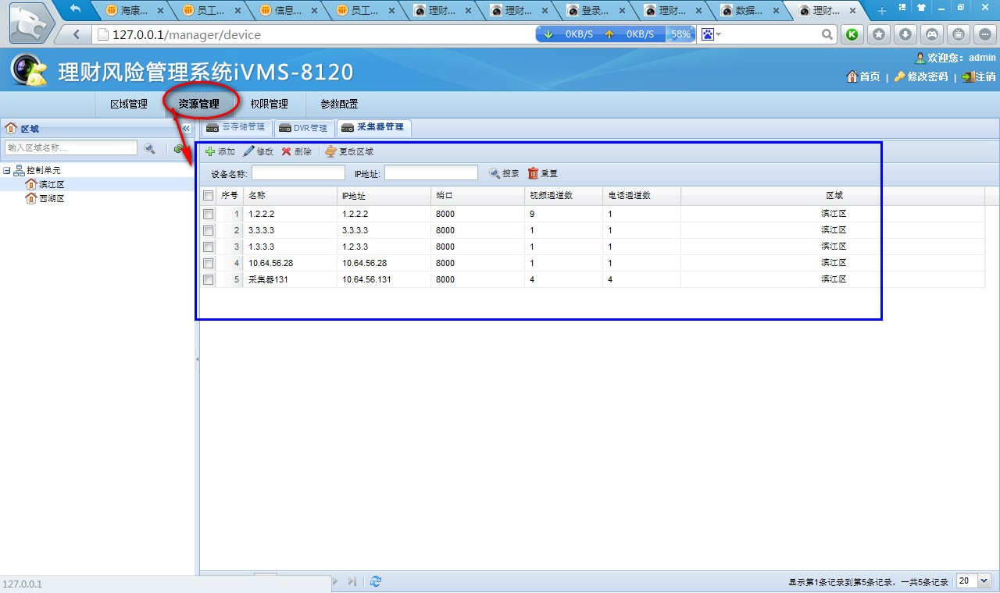 海康... 员工... 信息... 员工... 理财... 理财... 登录... 理财... 数据... 理财...
127.0.0.1/manager/device 0KB/S 0KB/S 58%
理财风险管理系统iVMS-8120
欢迎您: admin
首页 | 修改密码 | 注销
区域管理 资源管理 权限管理 参数配置
区域
输入区域名称...
控制单元
滨江区
西湖区
云存储管理 DVR管理 采集器管理
添加 修改 删除 更改区域
设备名称: IP地址: 搜索 重置
序号 名称 IP地址 端口 视频通道数 电话通道数 区域
1 1.2.2.2 1.2.2.2 8000 9 1 滨江区
2 3.3.3.3 3.3.3.3 8000 1 1 滨江区
3 1.3.3.3 1.2.3.3 8000 1 1 滨江区
4 10.64.56.28 10.64.56.28 8000 1 1 滨江区
5 采集器131 10.64.56.131 8000 4 4 滨江区
127.0.0.1
显示第1条记录到第5条记录，一共5条记录 20